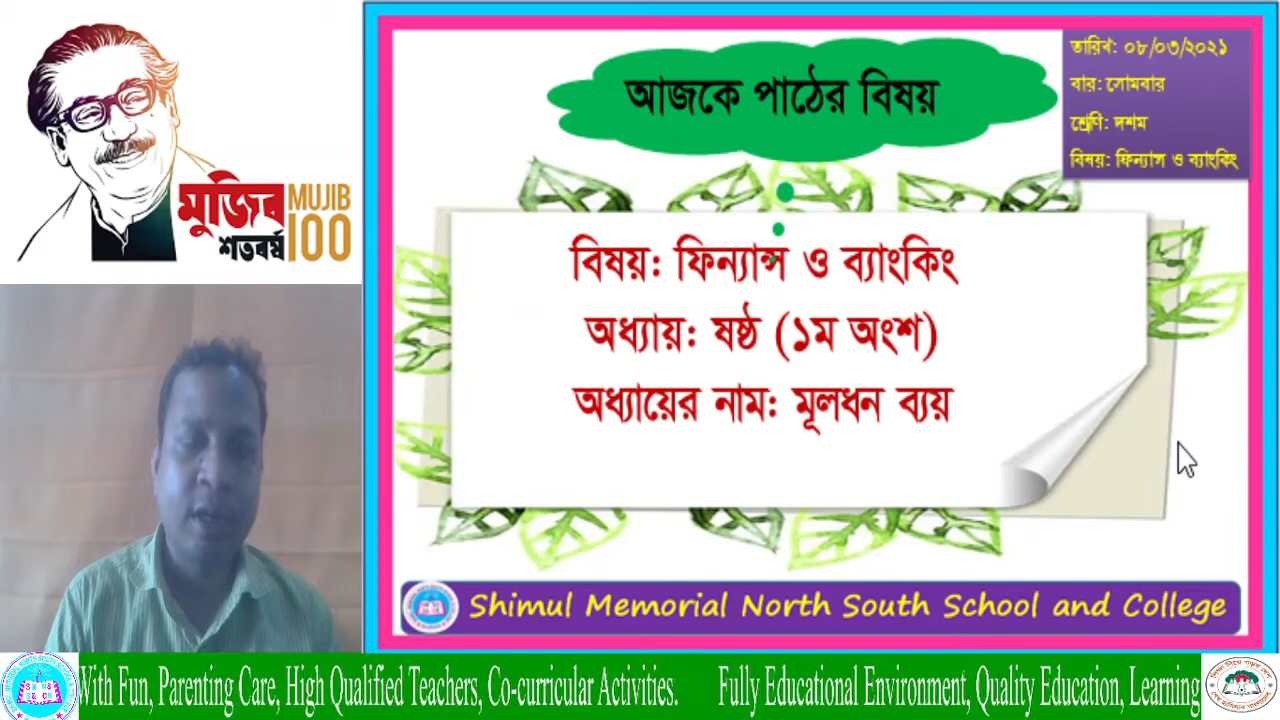 মুজিব
শতবর্ষ
MUJIB
100
আজকে পাঠের বিষয়
তারিখ: ০৮/০৩/২০২১
বার: সোমবার
শ্রেণি: দশম
বিষয়: ফিন্যান্স ও ব্যাংকিং
বিষয়: ফিন্যান্স ও ব্যাংকিং
অধ্যায়: ষষ্ঠ (১ম অংশ)
অধ্যায়ের নাম: মূলধন ব্যয়
Shimul Memorial North South School and College
With Fun, Parenting Care, High Qualified Teachers, Co-curricular Activities. Fully Educational Environment, Quality Education, Learning